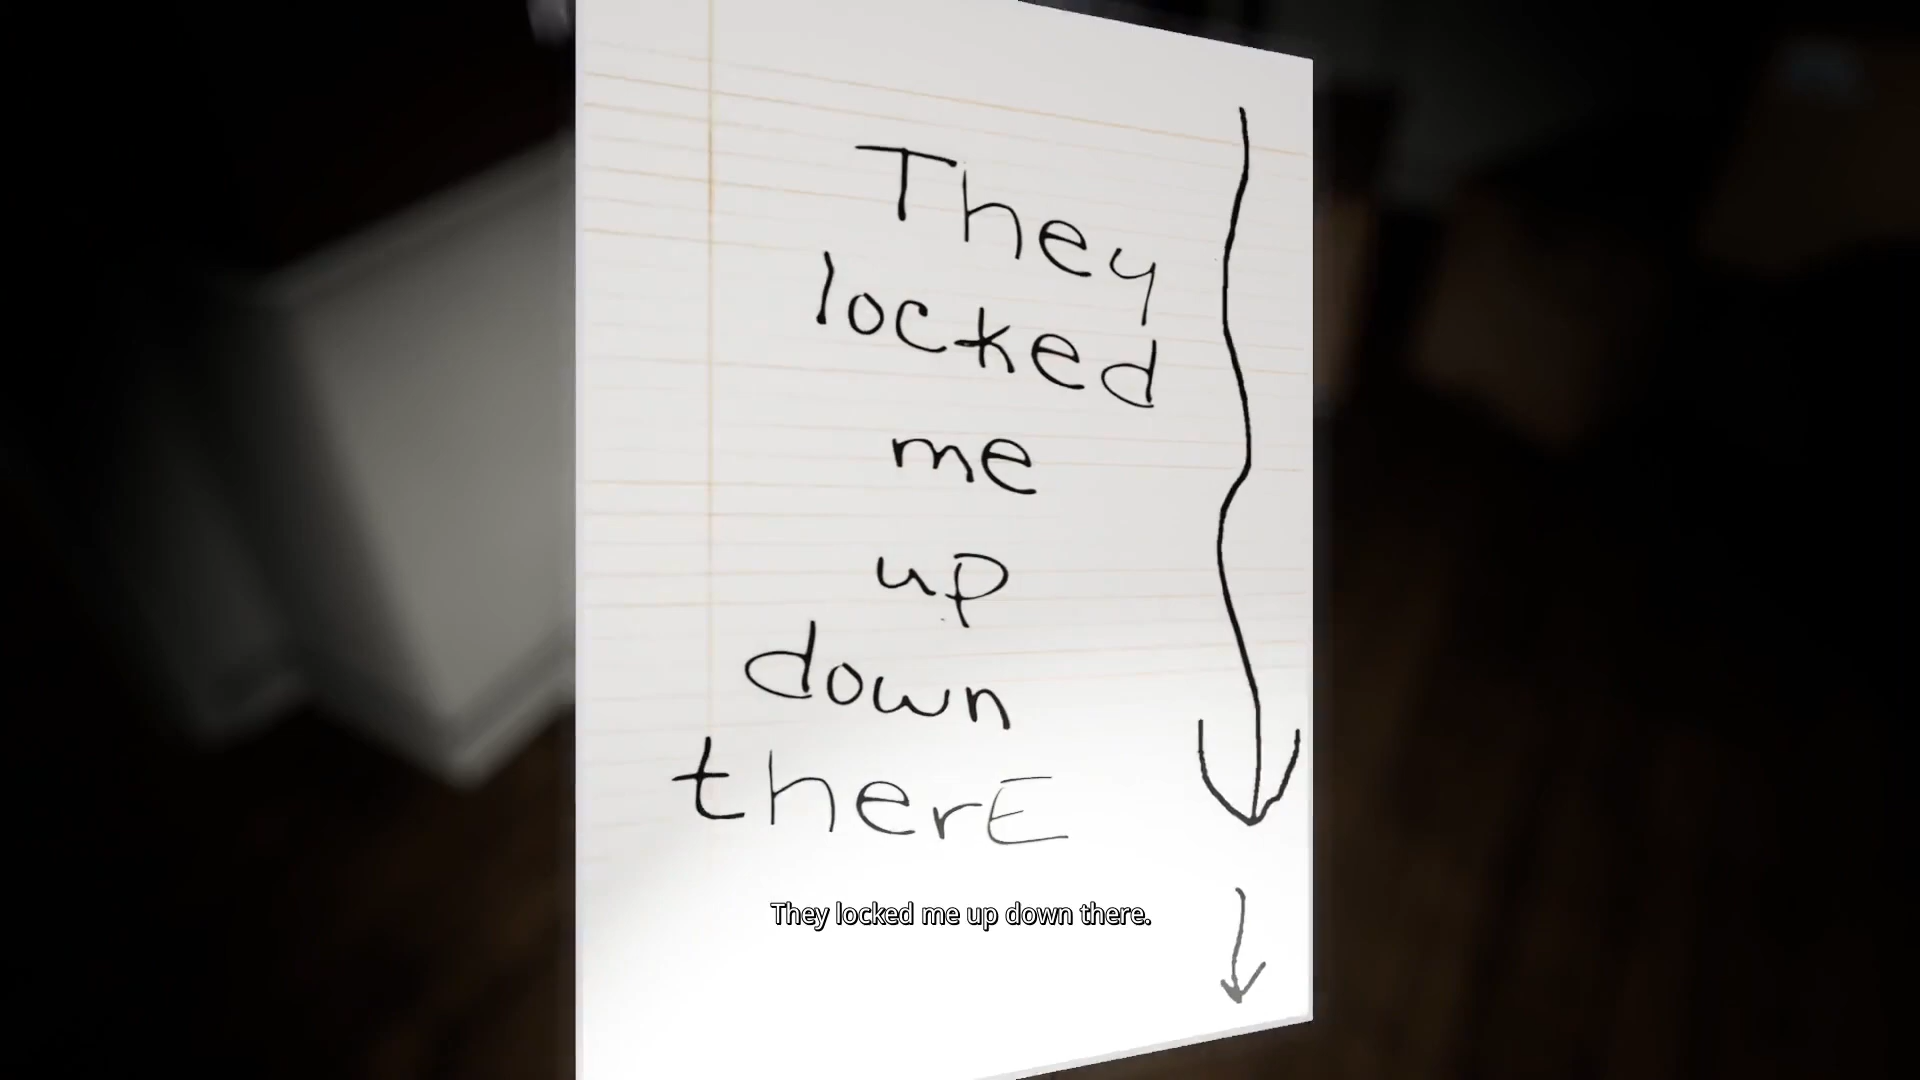 They
locked
me
up
down
therE
They locked me up down there.